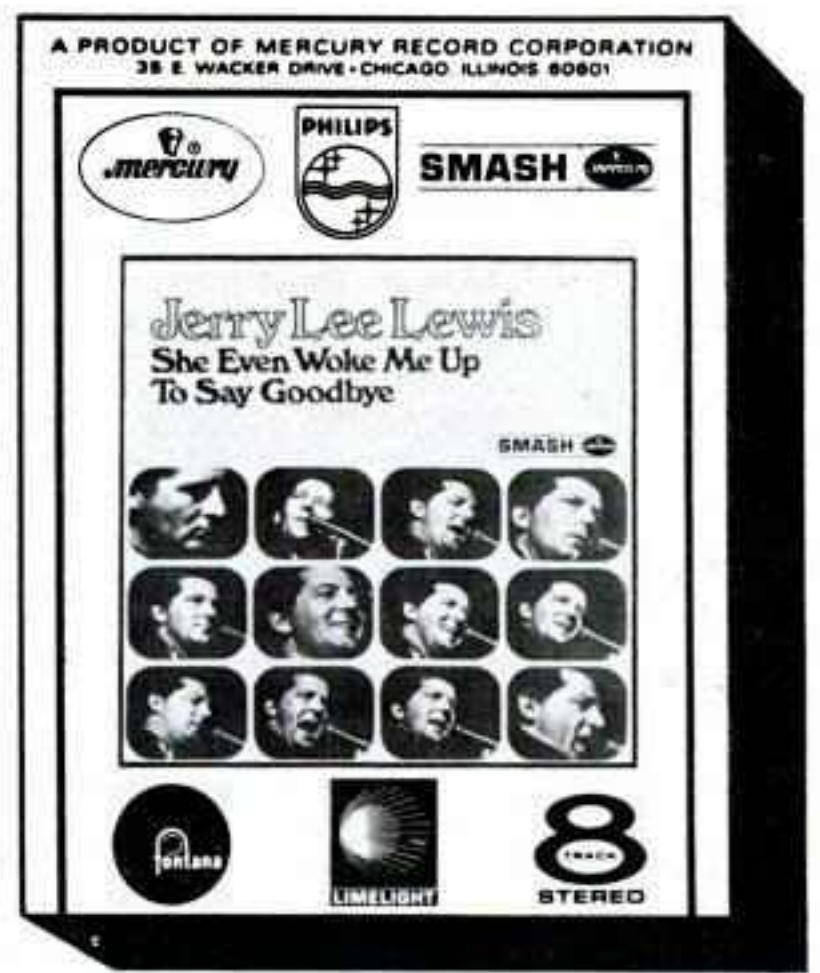 A PRODUCT OF MERCURY RECORD CORPORATION
35 E. WACKER DRIVE • CHICAGO, ILLINOIS 60601
mercury ®
PHILIPS
SMASH mercury
Jerry Lee Lewis
She Even Woke Me Up
To Say Goodbye
SMASH
fontana
LIMELIGHT
8
TRACK
STEREO